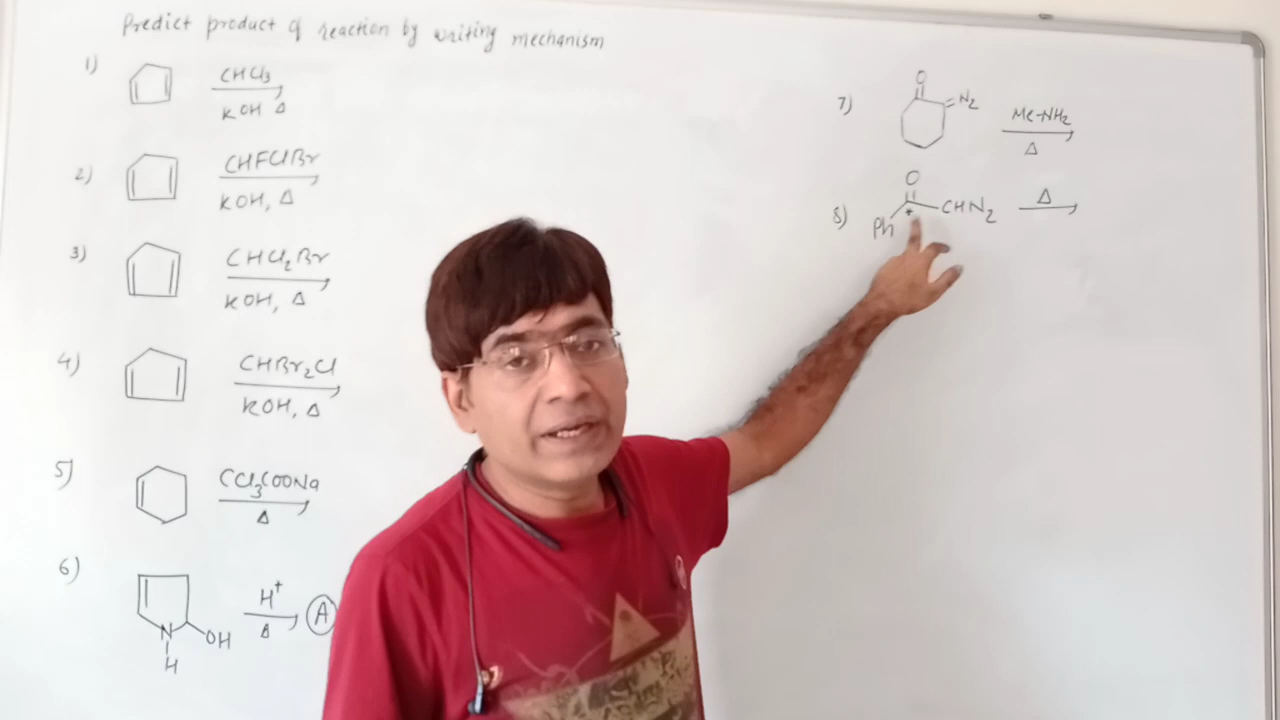 Predict product of reaction by writing mechanism
1)
CHCl3
KOH Δ
2)
CHFClBr
KOH, Δ
3)
CHCl2Br
KOH, Δ
4)
CHBr2Cl
KOH, Δ
5)
CCl3COONa
Δ
6)
N
H
OH
H+
Δ
A
7)
O
=N2
Me-NH2
Δ
8)
O
Ph
*
CHN2
Δ